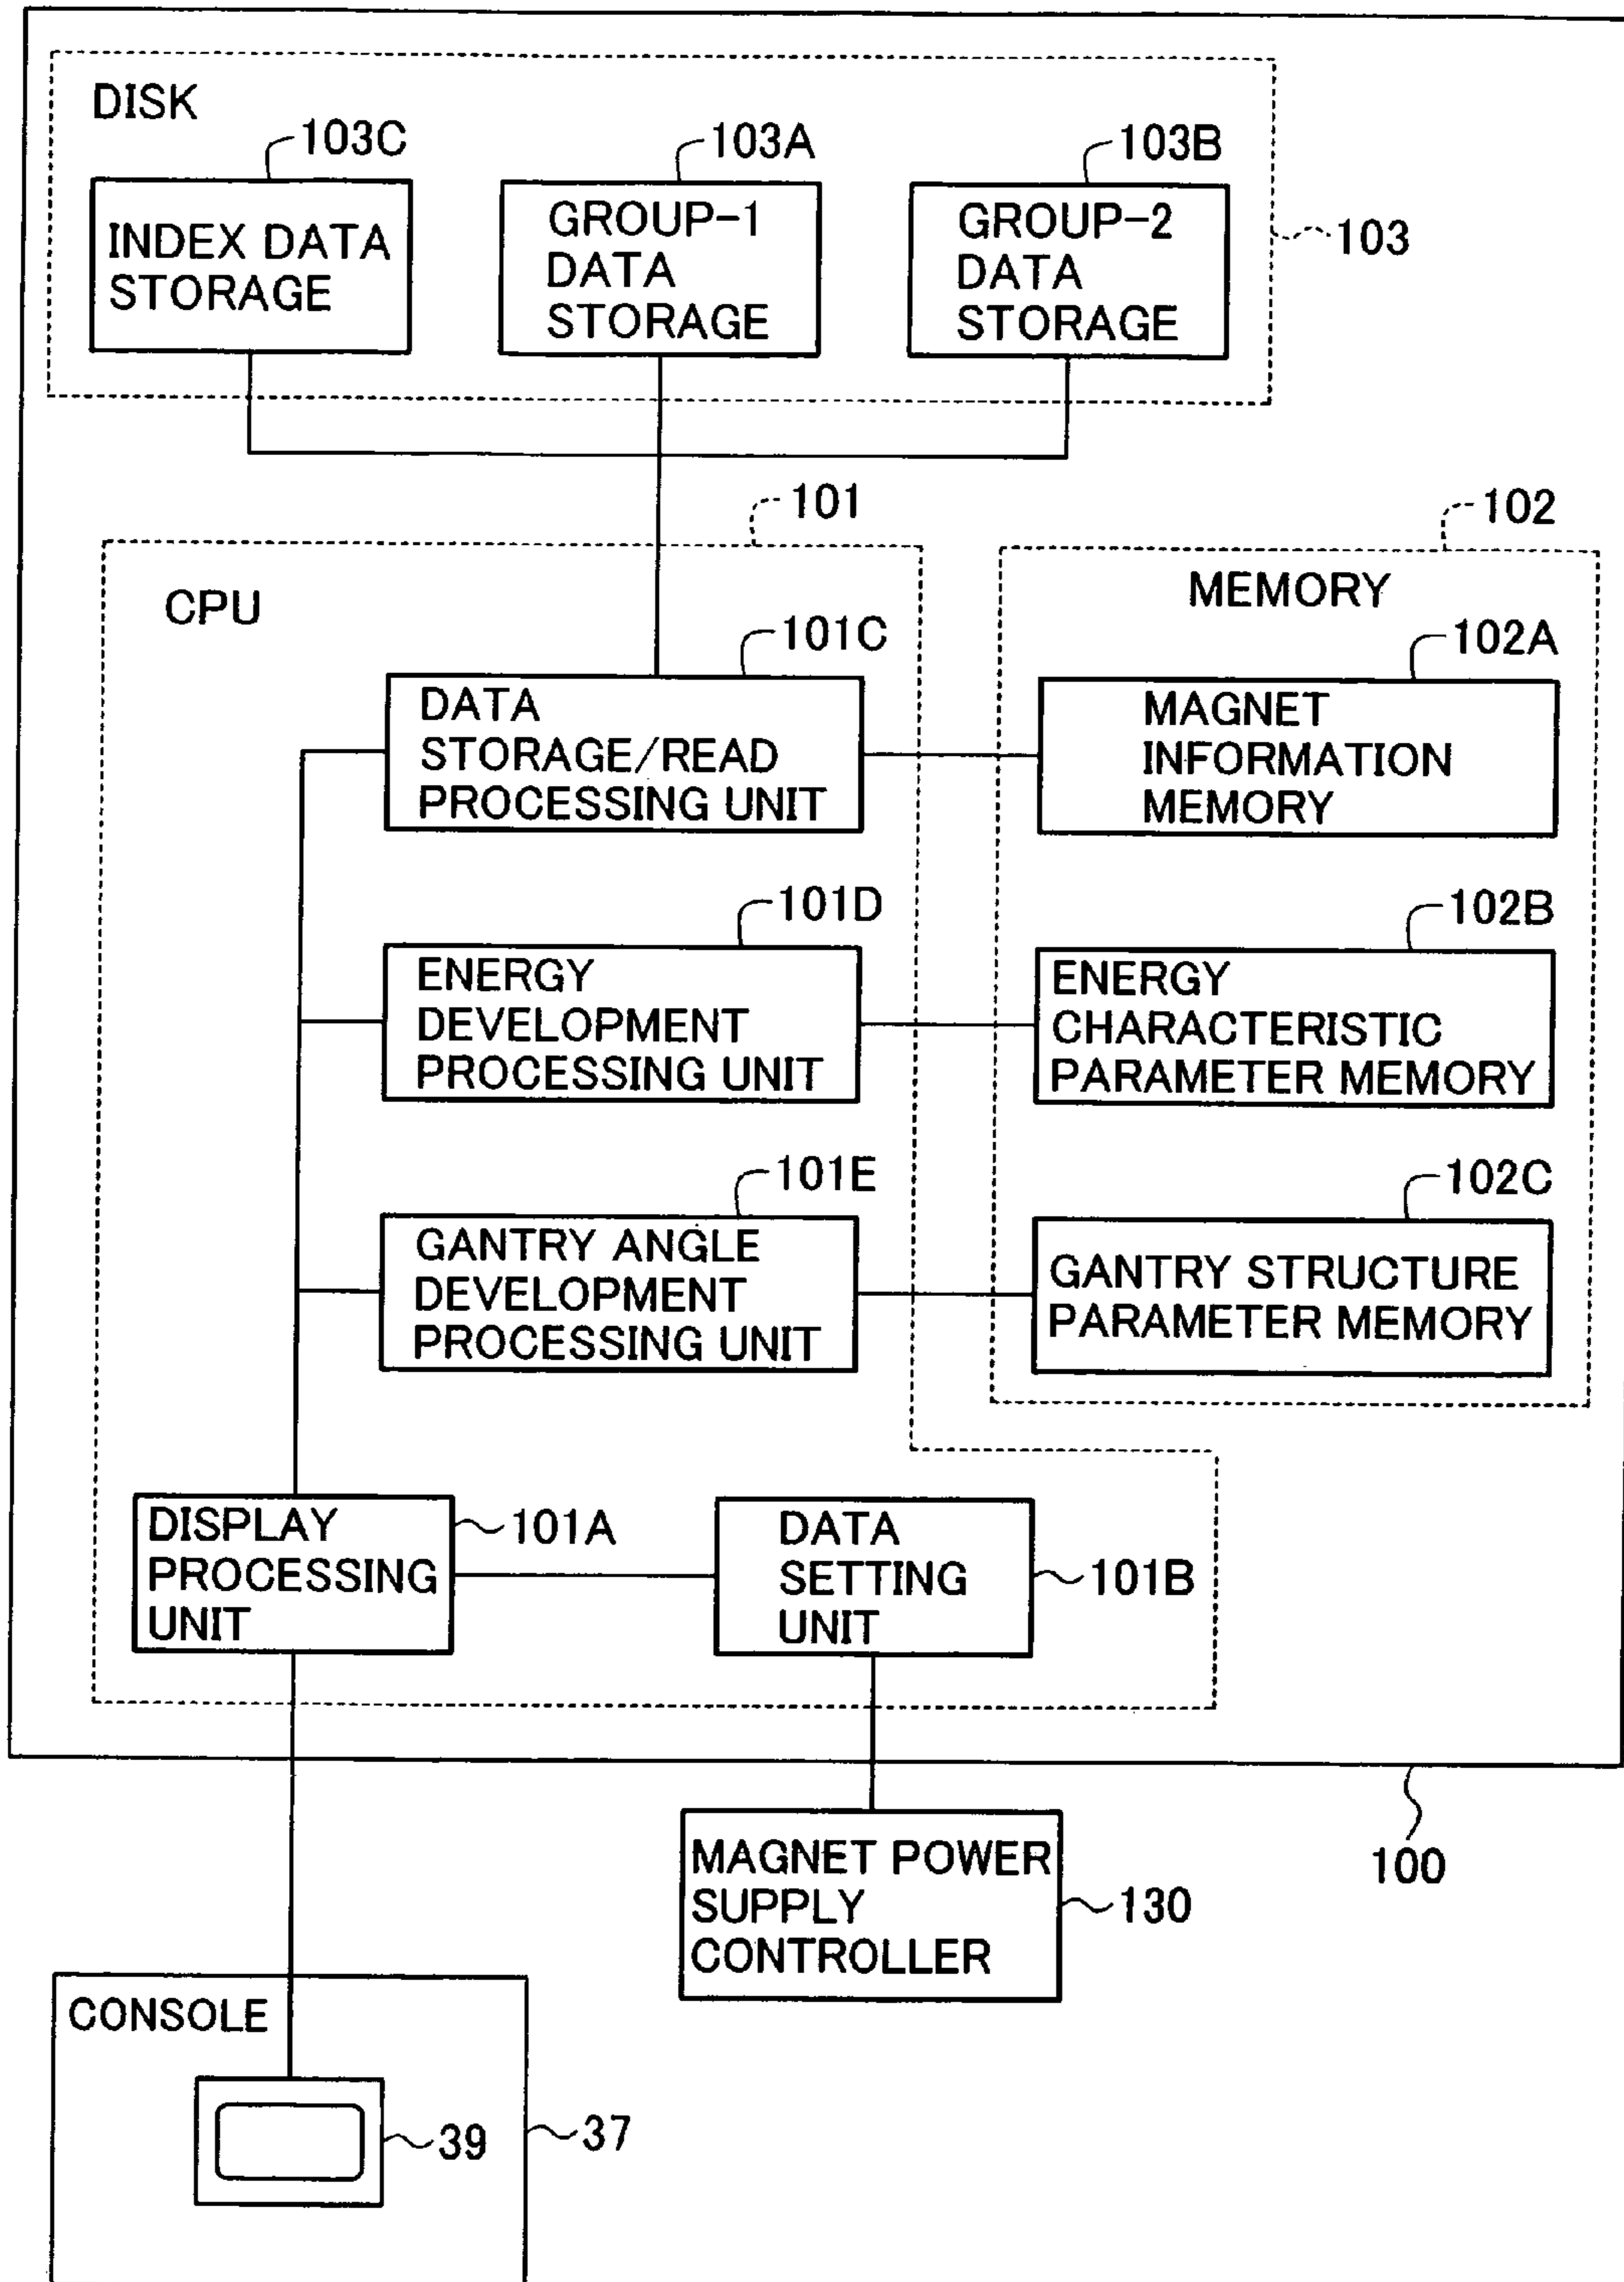 DISK
103C
103A
103B
INDEX DATA
STORAGE
GROUP-1
DATA
STORAGE
GROUP-2
DATA
STORAGE
103
101
102
CPU
MEMORY
101C
102A
DATA
STORAGE/READ
PROCESSING UNIT
MAGNET
INFORMATION
MEMORY
101D
102B
ENERGY
DEVELOPMENT
PROCESSING UNIT
ENERGY
CHARACTERISTIC
PARAMETER MEMORY
101E
102C
GANTRY ANGLE
DEVELOPMENT
PROCESSING UNIT
GANTRY STRUCTURE
PARAMETER MEMORY
DISPLAY
PROCESSING
UNIT
101A
DATA
SETTING
UNIT
101B
100
MAGNET POWER
SUPPLY
CONTROLLER
130
CONSOLE
39
37